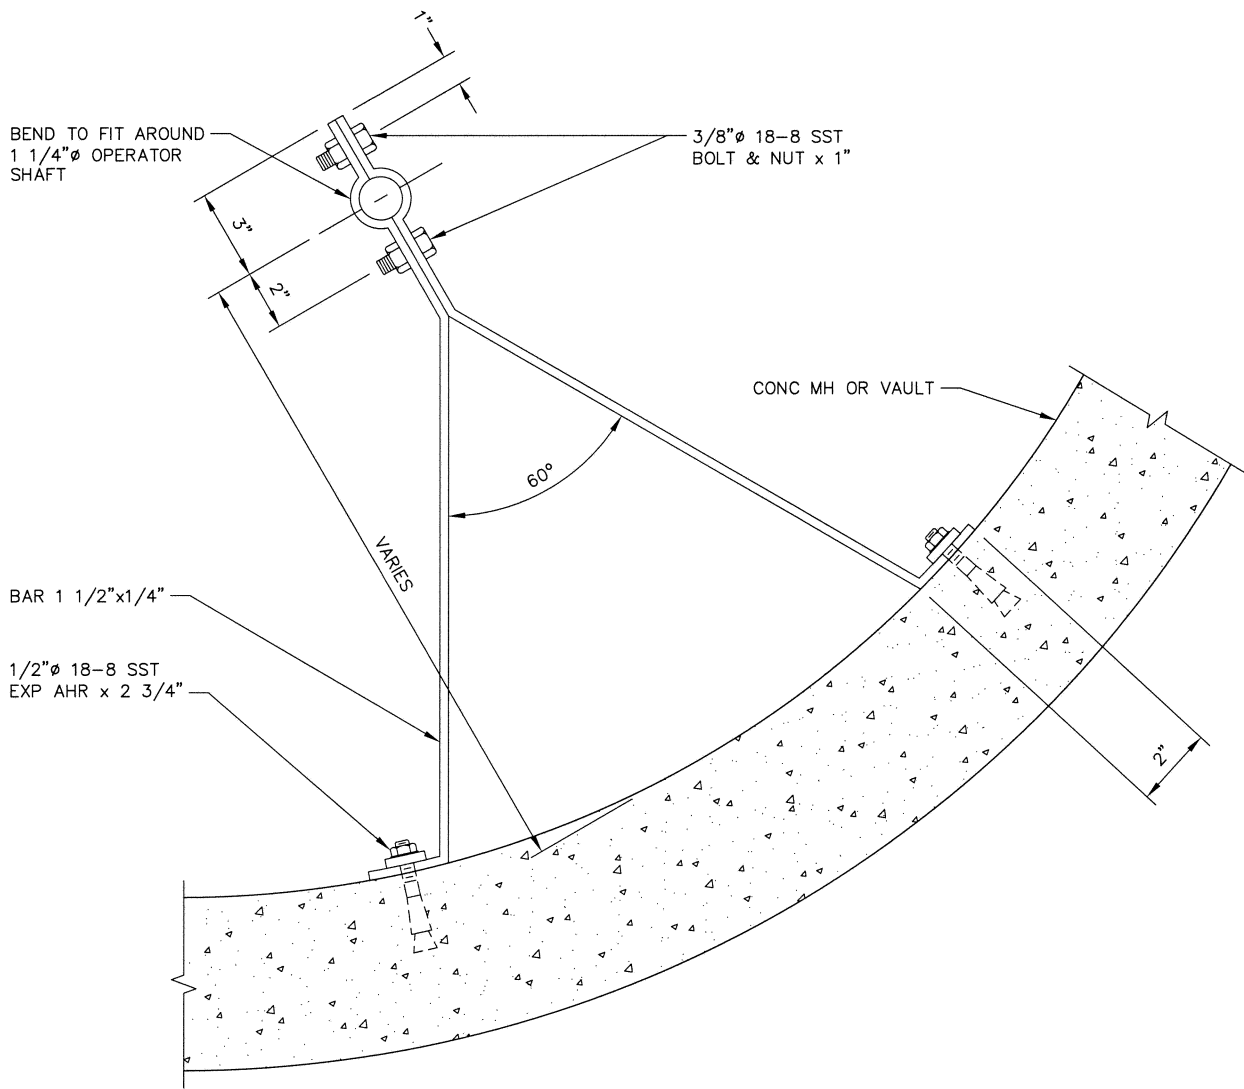 1"
BEND TO FIT AROUND
1 1/4"ø OPERATOR
SHAFT
3/8"ø 18-8 SST
BOLT & NUT x 1"
3"
2"
CONC MH OR VAULT
60°
VARIES
BAR 1 1/2"x1/4"
1/2"ø 18-8 SST
EXP AHR x 2 3/4"
2"